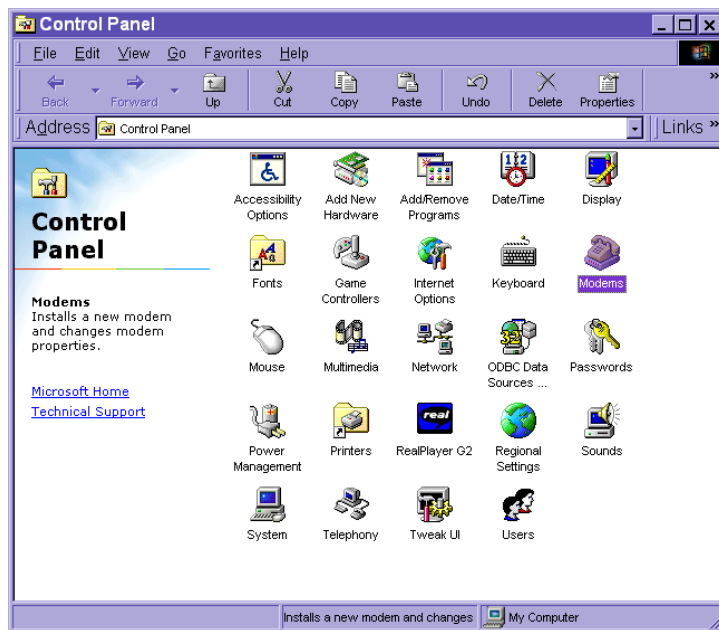 Control Panel
File Edit View Go Favorites Help
Back Forward Up Cut Copy Paste Undo Delete Properties »
Address Control Panel Links »
Control
Panel
Modems
Installs a new modem
and changes modem
properties.
Microsoft Home
Technical Support
Accessibility
Options
Add New
Hardware
Add/Remove
Programs
Date/Time
Display
Fonts
Game
Controllers
Internet
Options
Keyboard
Modems
Mouse
Multimedia
Network
ODBC Data
Sources ...
Passwords
Power
Management
Printers
RealPlayer G2
Regional
Settings
Sounds
System
Telephony
Tweak UI
Users
real
32
Installs a new modem and changes
My Computer